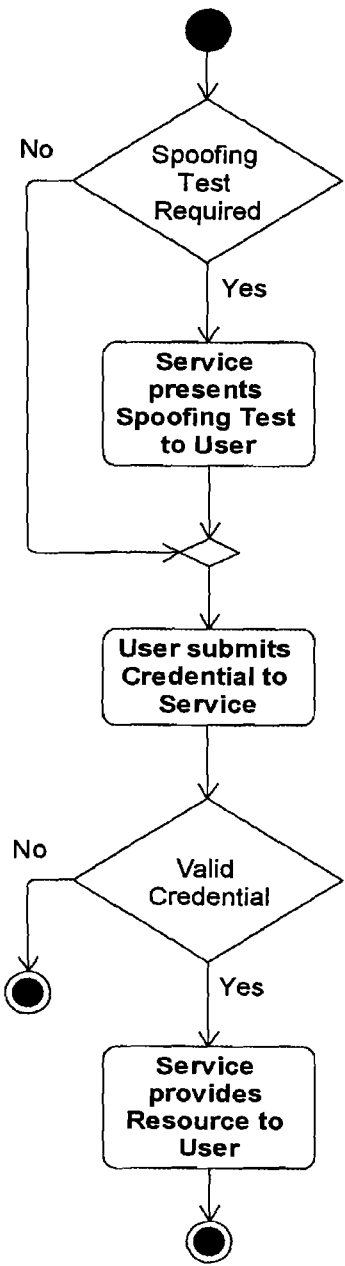 No
Spoofing
Test
Required
Yes
Service
presents
Spoofing Test
to User
User submits
Credential to
Service
No
Valid
Credential
Yes
Service
provides
Resource to
User